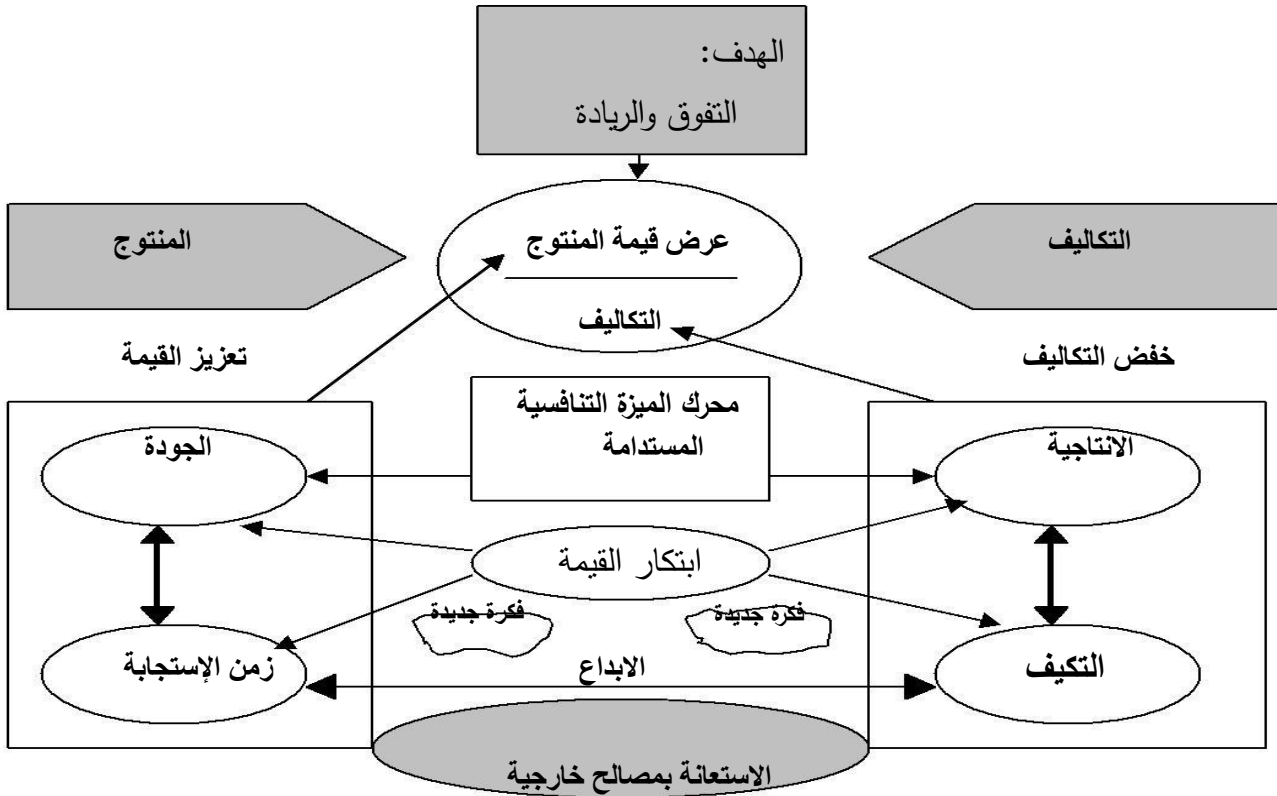 الهدف:
التفوق والريادة
المنتوج
عرض قيمة المنتوج
التكاليف
التكاليف
تعزيز القيمة
خفض التكاليف
محرك الميزة التنافسية
المستدامة
الجودة
الانتاجية
ابتكار القيمة
فكرة جديدة
فكرة جديدة
زمن الإستجابة
الابداع
التكيف
الاستعانة بمصالح خارجية